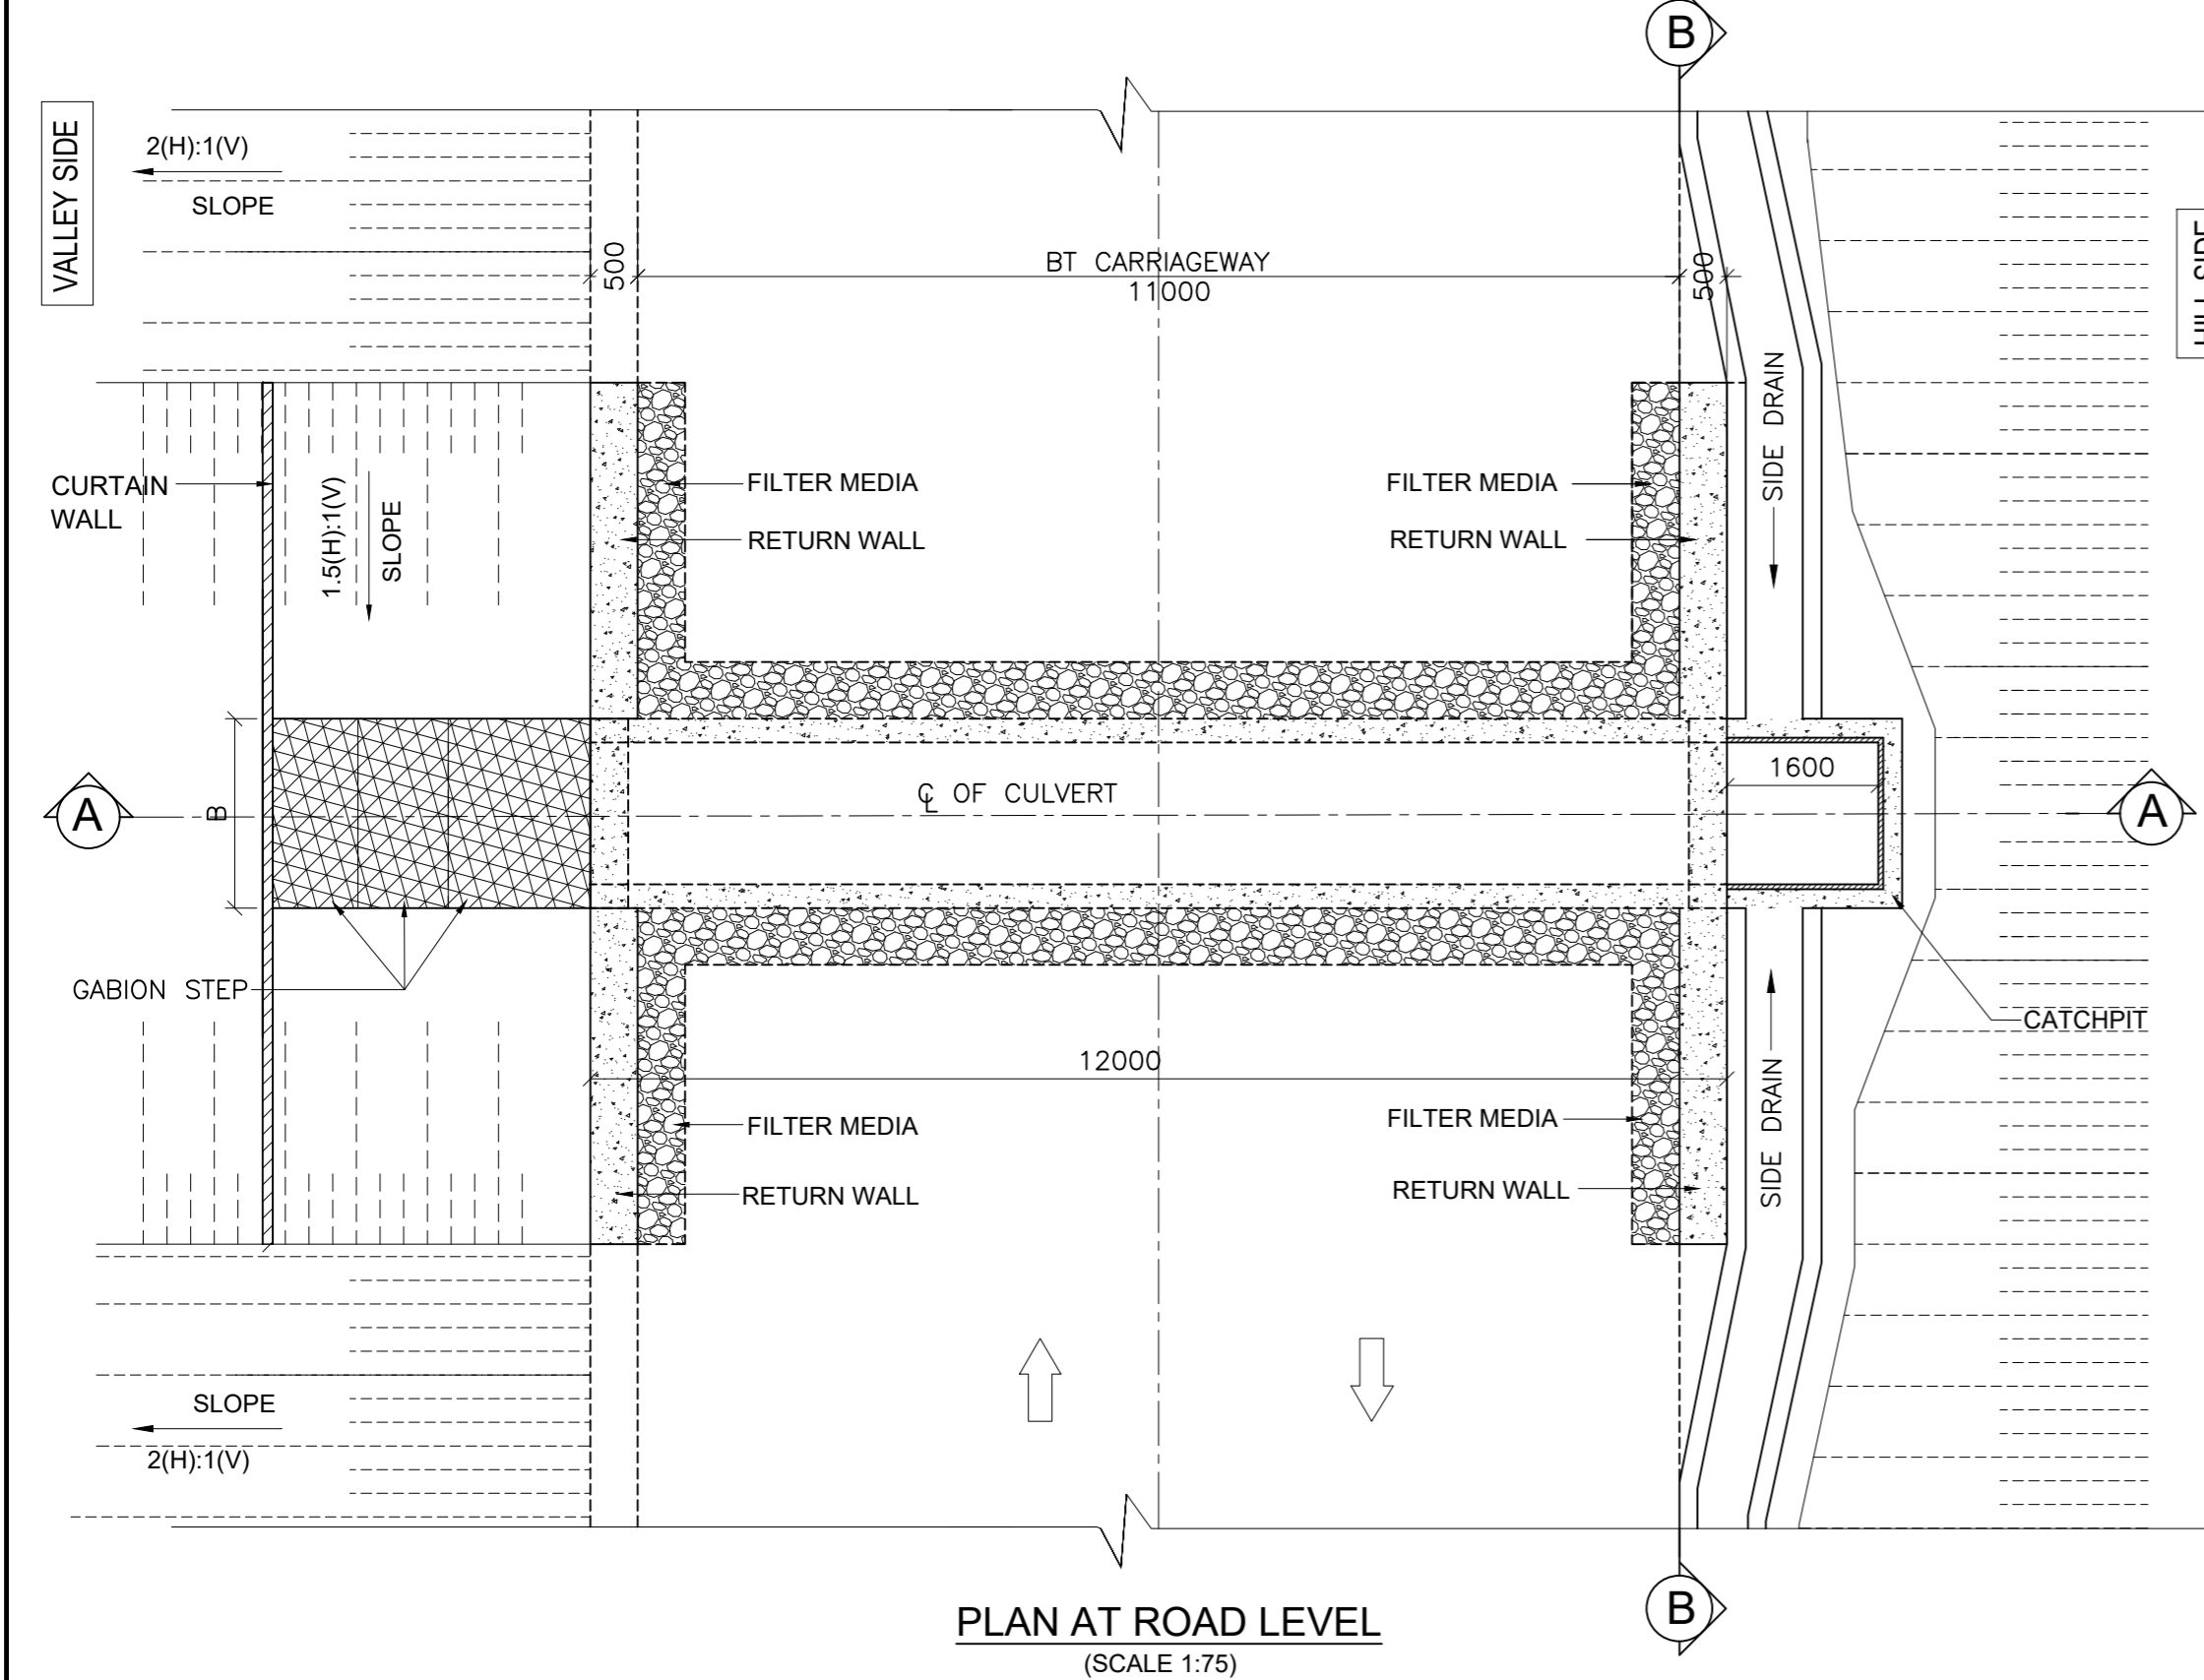 B
VALLEY SIDE
2(H):1(V)
SLOPE
500
BT CARRIAGEWAY
11000
500
HILL SIDE
SIDE DRAIN
CURTAIN
WALL
1.5(H):1(V)
SLOPE
FILTER MEDIA
RETURN WALL
FILTER MEDIA
RETURN WALL
A
B
℄ OF CULVERT
1600
A
GABION STEP
CATCHPIT
12000
FILTER MEDIA
RETURN WALL
FILTER MEDIA
RETURN WALL
SIDE DRAIN
SLOPE
2(H):1(V)
B
PLAN AT ROAD LEVEL
(SCALE 1:75)